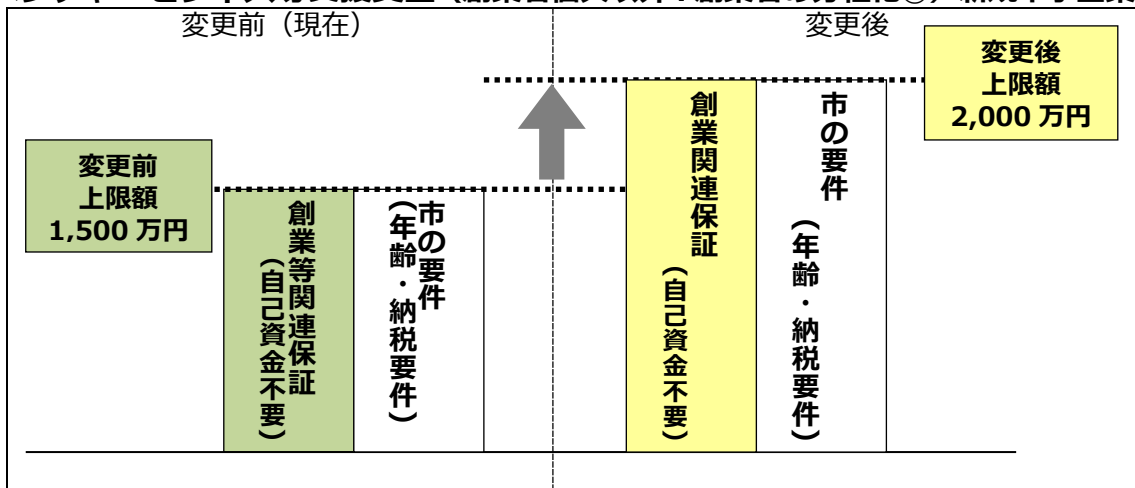 変更前（現在）
変更後
変更前
上限額
1,500 万円
創業等関連保証
（自己資金不要）
市の要件
（年齢・納税要件）
創業関連保証
（自己資金不要）
市の要件
（年齢・納税要件）
変更後
上限額
2,000 万円